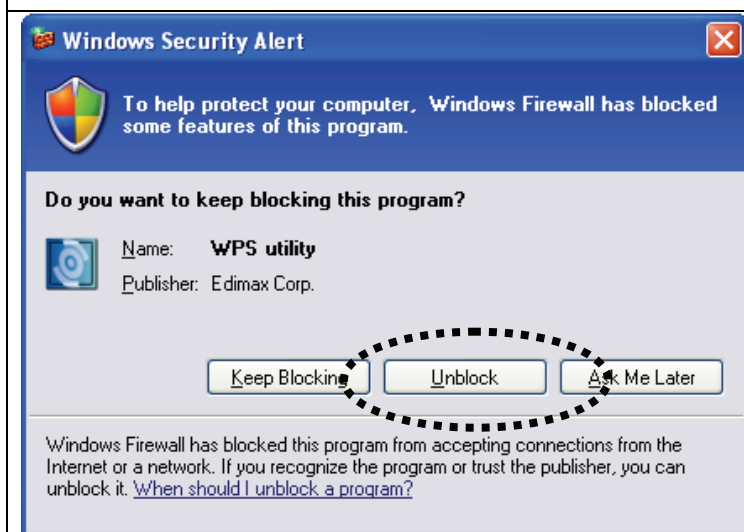 Windows Security Alert
To help protect your computer, Windows Firewall has blocked
some features of this program.
Do you want to keep blocking this program?
Name: WPS utility
Publisher: Edimax Corp.
Keep Blocking Unblock Ask Me Later
Windows Firewall has blocked this program from accepting connections from the
Internet or a network. If you recognize the program or trust the publisher, you can
unblock it. When should I unblock a program?